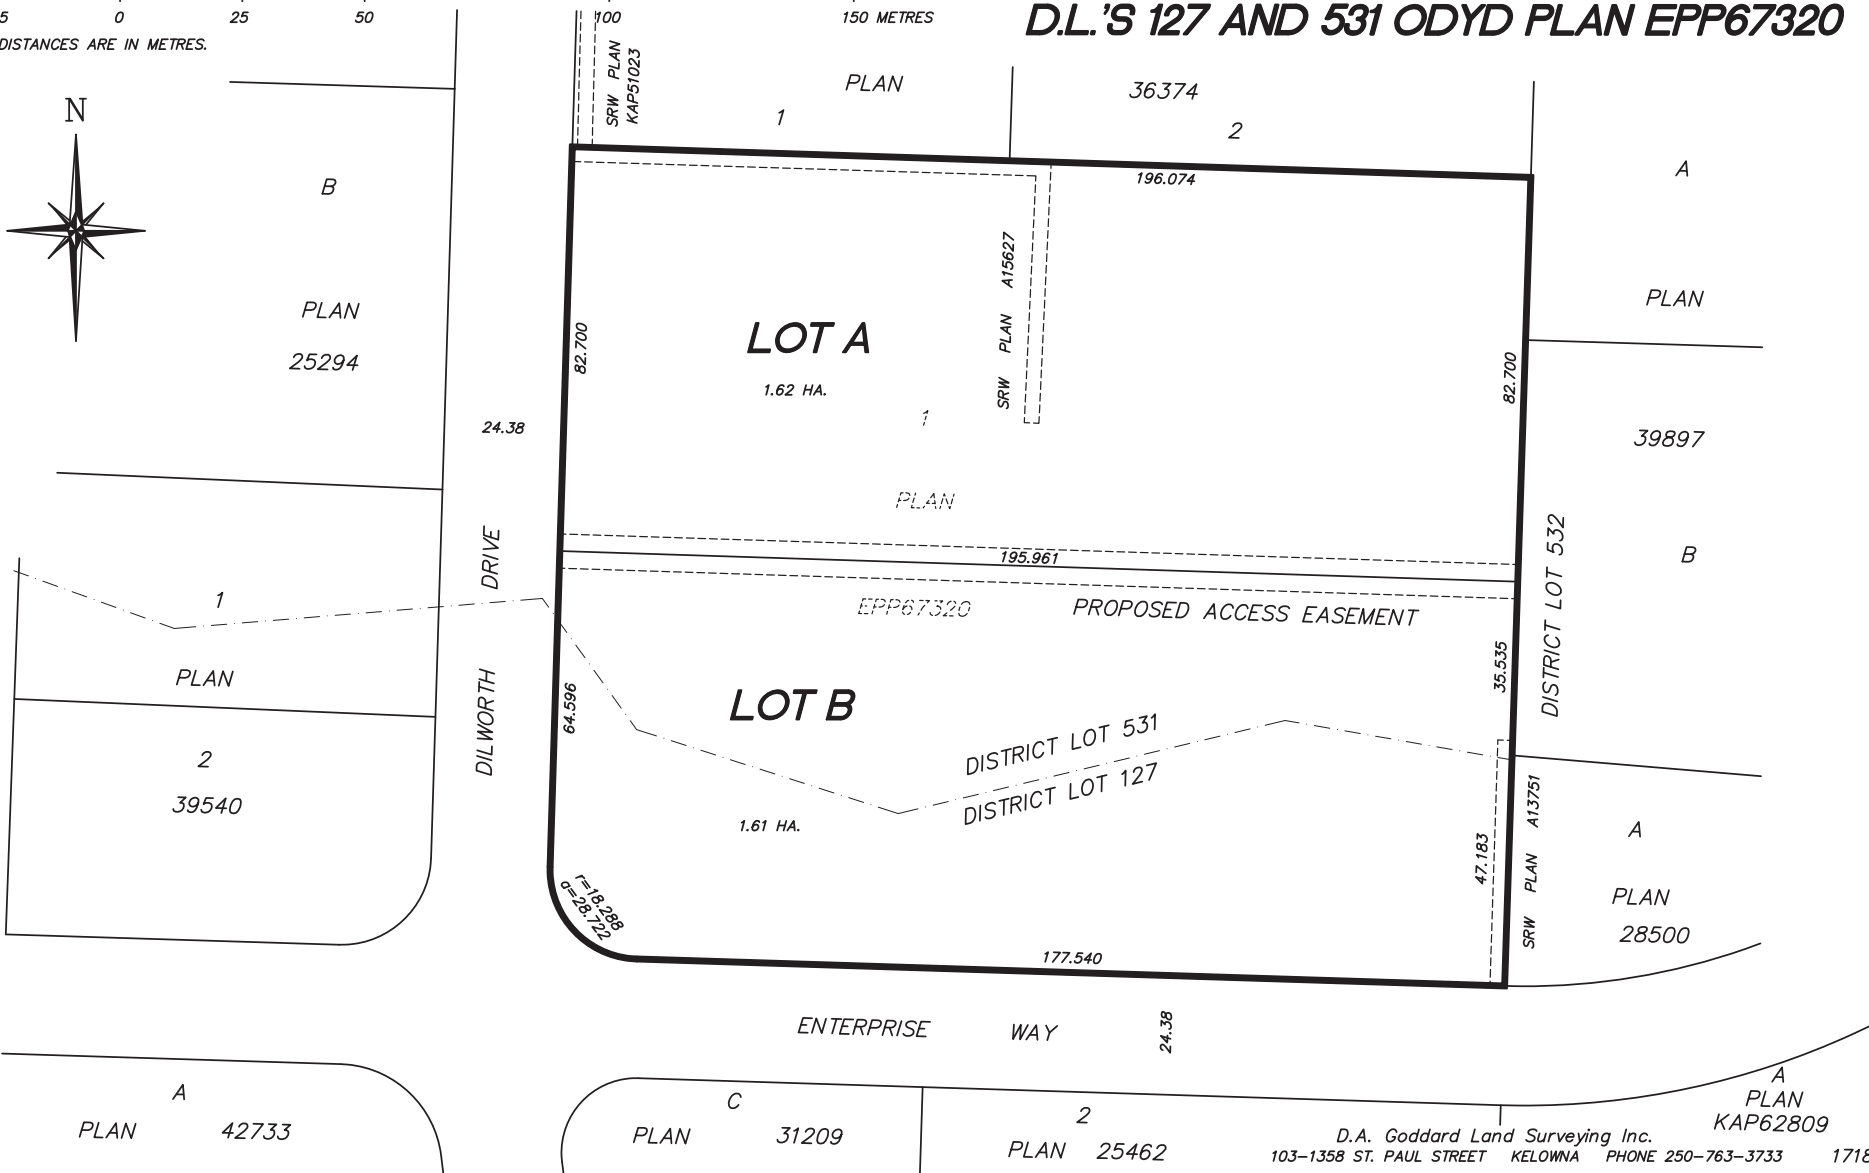 5 0 25 50 100 150 METRES
D.L.'S 127 AND 531 ODYD PLAN EPP67320
DISTANCES ARE IN METRES.
N
SRW PLAN
KAP51023
PLAN
1
36374
2
196.074
A
PLAN
39897
B
B
PLAN
25294
24.38
82.700
LOT A
1.62 HA.
SRW PLAN A15627
82.700
1
PLAN
195.961
EPP67320
PROPOSED ACCESS EASEMENT
DISTRICT LOT 532
35.535
1
PLAN
2
39540
DILWORTH DRIVE
64.596
LOT B
DISTRICT LOT 531
DISTRICT LOT 127
1.61 HA.
47.183
SRW PLAN A13751
A
PLAN
28500
r=18.288
a=28.722
177.540
ENTERPRISE WAY
24.38
A
PLAN 42733
C
PLAN 31209
2
PLAN 25462
A
PLAN
KAP62809
D.A. Goddard Land Surveying Inc.
103-1358 ST. PAUL STREET KELOWNA PHONE 250-763-3733